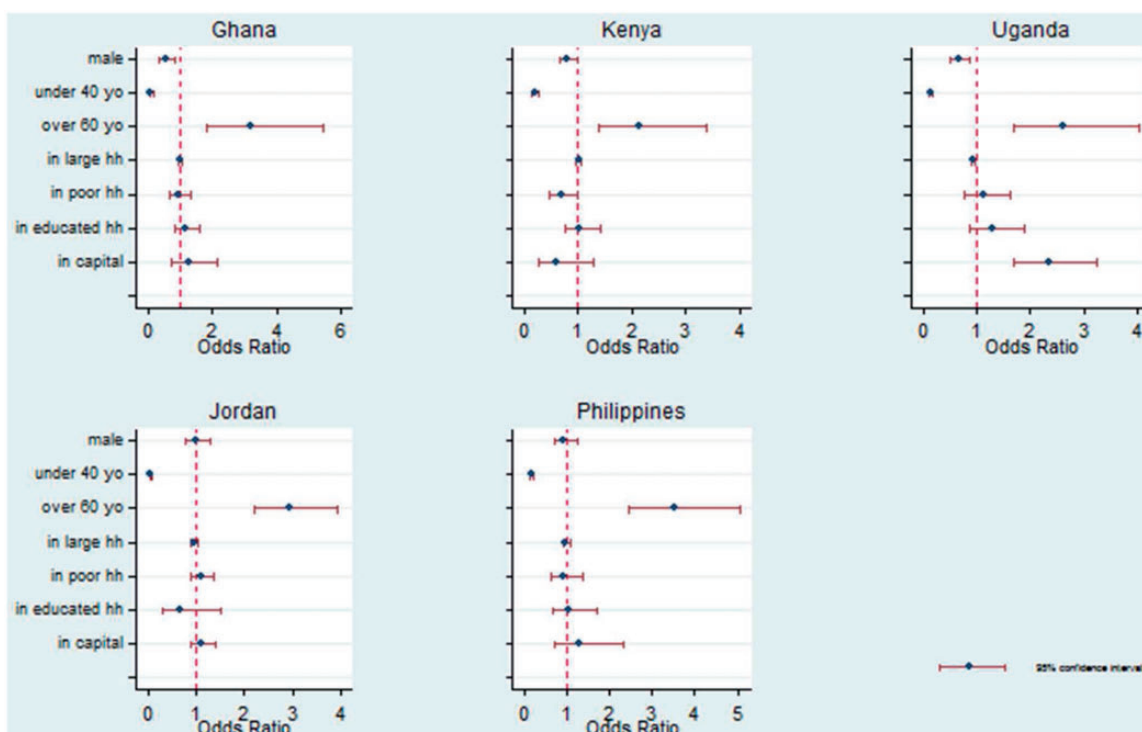 Ghana
Kenya
Uganda
male
under 40 yo
over 60 yo
in large hh
in poor hh
in educated hh
in capital
0 2 4 6
Odds Ratio
0 1 2 3 4
Odds Ratio
0 1 2 3 4
Odds Ratio
Jordan
Philippines
male
under 40 yo
over 60 yo
in large hh
in poor hh
in educated hh
in capital
0 1 2 3 4
Odds Ratio
0 1 2 3 4 5
Odds Ratio
95% confidence interval